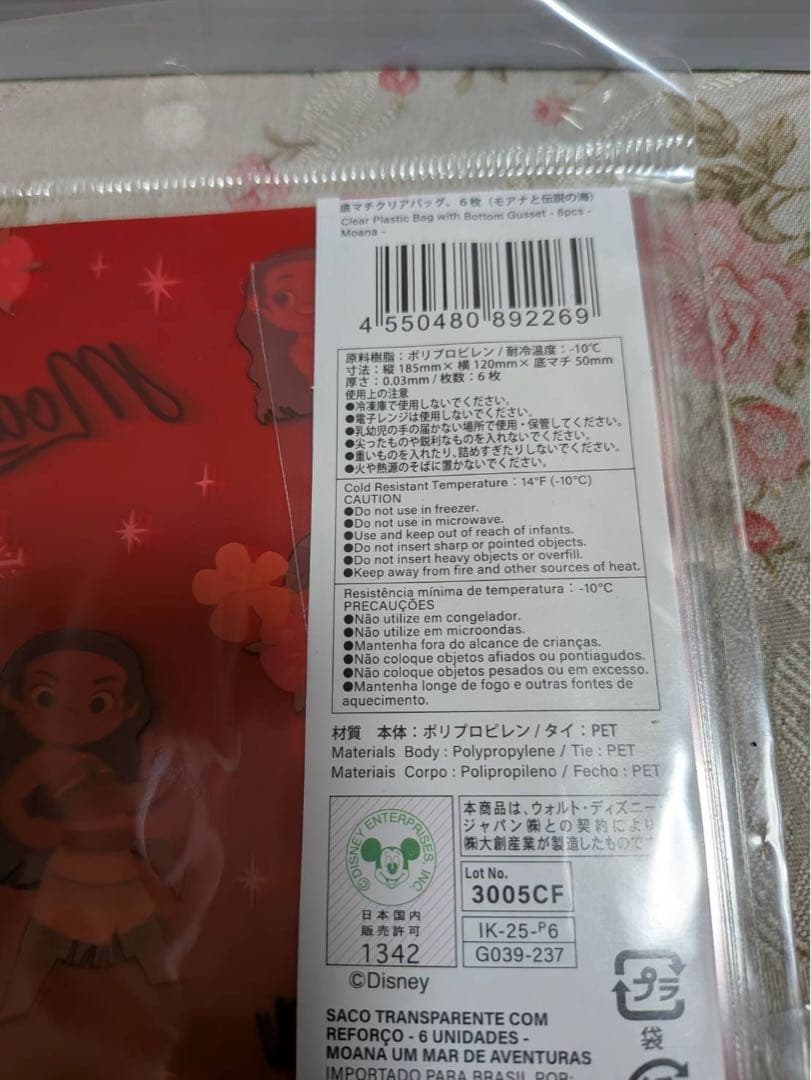 底マチクリアバッグ、6枚（モアナと伝説の海）
Clear Plastic Bag with Bottom Gusset - 6pcs -
Moana -
4 550480 892269
原料樹脂：ポリプロピレン / 耐冷温度：-10℃
寸法：縦 185mm× 横 120mm× 底マチ 50mm
厚さ：0.03mm / 枚数：6 枚
使用上の注意
●冷凍庫で使用しないでください。
●電子レンジは使用しないでください。
●乳幼児の手の届かない場所で使用・保管してください。
●尖ったものや鋭利なものを入れないでください。
●重いものを入れたり、詰めすぎたりしないでください。
●火や熱源のそばに置かないでください。
Cold Resistant Temperature : 14°F (-10°C)
CAUTION
●Do not use in freezer.
●Do not use in microwave.
●Use and keep out of reach of infants.
●Do not insert sharp or pointed objects.
●Do not insert heavy objects or overfill.
●Keep away from fire and other sources of heat.
Resistência mínima de temperatura : -10°C
PRECAUÇÕES
●Não utilize em congelador.
●Não utilize em microondas.
●Mantenha fora do alcance de crianças.
●Não coloque objetos afiados ou pontiagudos.
●Não coloque objetos pesados ou em excesso.
●Mantenha longe de fogo e outras fontes de
aquecimento.
材質 本体：ポリプロピレン / タイ：PET
Materials Body : Polypropylene / Tie : PET
Materiais Corpo : Polipropileno / Fecho : PET
©DISNEY ENTERPRISES, INC.
日本国内
販売許可
1342
本商品は、ウォルト・ディズニー
ジャパン㈱との契約により
㈱大創産業が製造したものです
Lot No.
3005CF
IK-25-P6
G039-237
©Disney
プラ
袋
SACO TRANSPARENTE COM
REFORÇO - 6 UNIDADES -
MOANA UM MAR DE AVENTURAS
IMPORTADO PARA BRASIL POR: